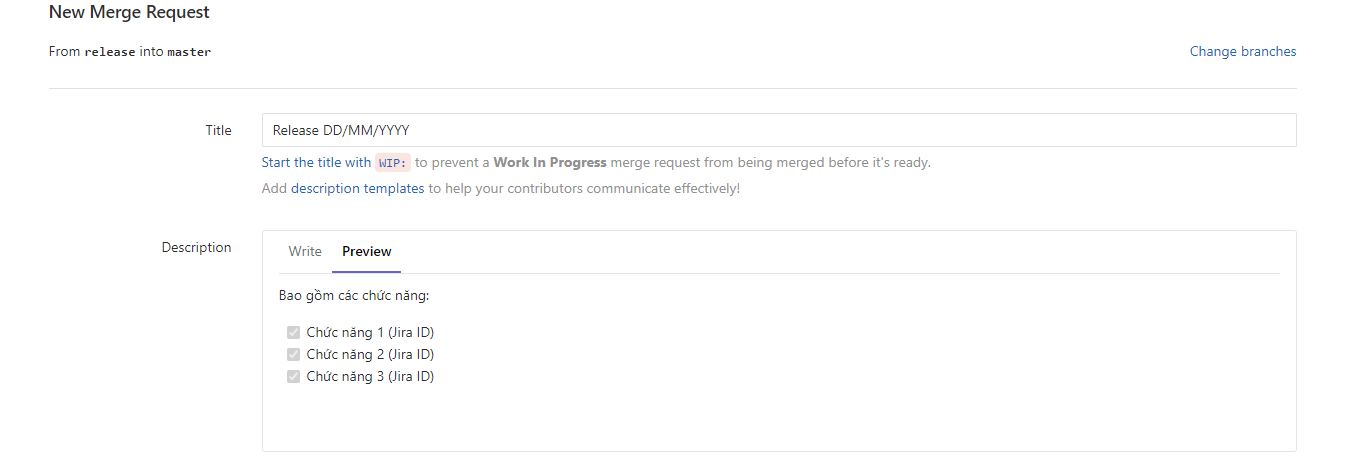 New Merge Request
From release into master
Change branches
Title
Release DD/MM/YYYY
Start the title with WIP: to prevent a Work In Progress merge request from being merged before it's ready.
Add description templates to help your contributors communicate effectively!
Description
Write Preview
Bao gồm các chức năng:
Chức năng 1 (Jira ID)
Chức năng 2 (Jira ID)
Chức năng 3 (Jira ID)